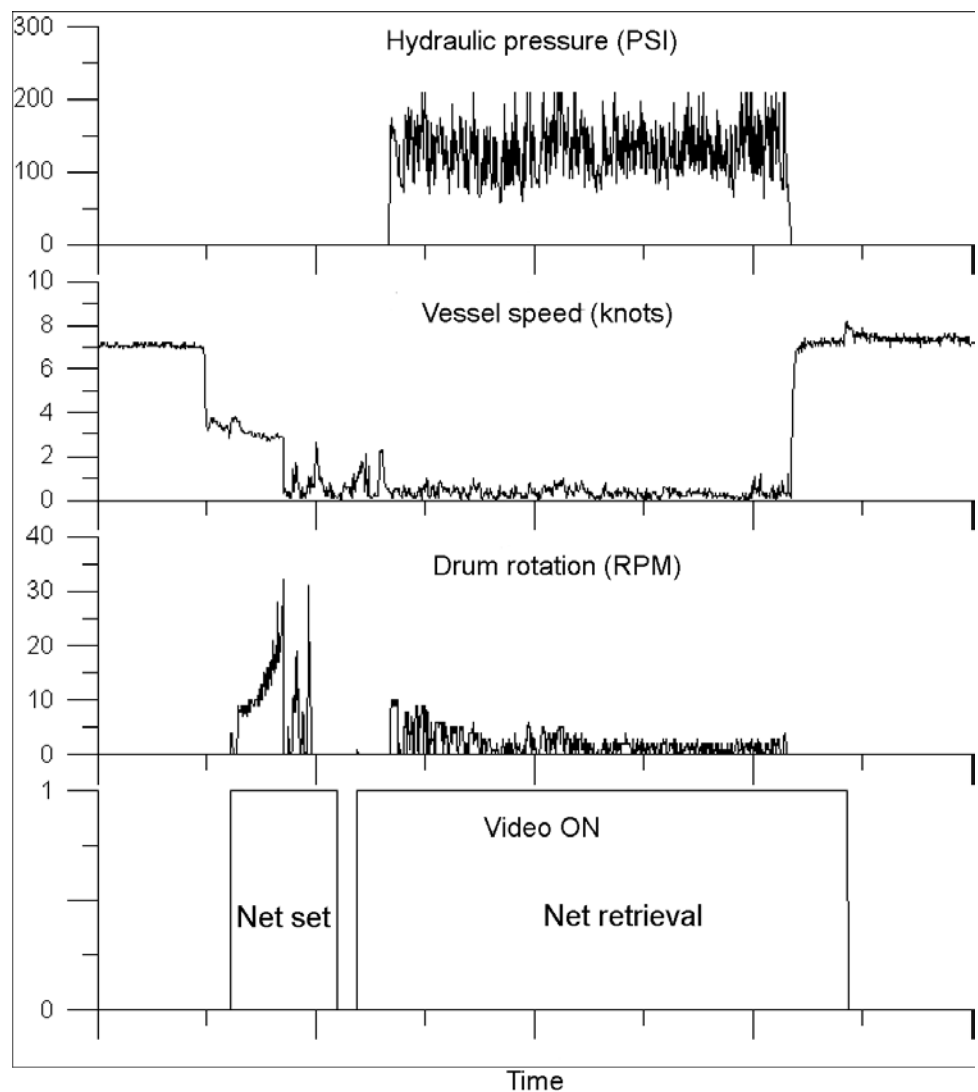 300
Hydraulic pressure (PSI)
200
100
0
10
Vessel speed (knots)
8
6
4
2
0
40
Drum rotation (RPM)
30
20
10
0
1
Video ON
Net set
Net retrieval
0
Time